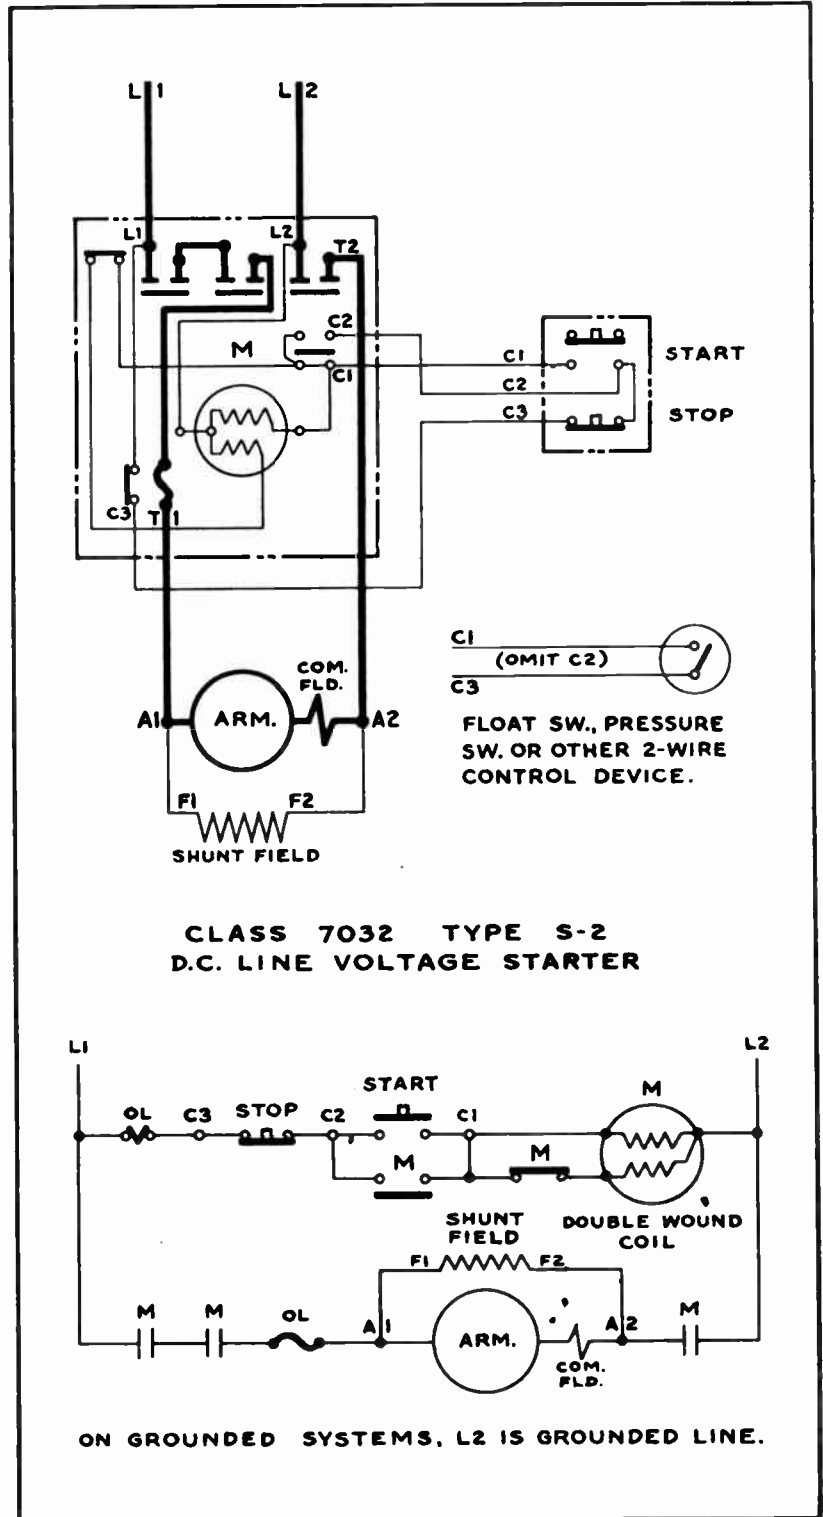 L1 L2
L1 L2 T2
C2
M
C1
C3 T1
C1
C2
C3
START
STOP
COM.
FLD.
A1 ARM. A2
F1 F2
SHUNT FIELD
C1
(OMIT C2)
C3
FLOAT SW., PRESSURE
SW. OR OTHER 2-WIRE
CONTROL DEVICE.
CLASS 7032 TYPE S-2
D.C. LINE VOLTAGE STARTER
L1 L2
START M
OL C3 STOP C2 C1
M M
DOUBLE WOUND
COIL
SHUNT
FIELD
F1 F2
M M OL A1 ARM. A2 M
COM.
FLD.
ON GROUNDED SYSTEMS, L2 IS GROUNDED LINE.